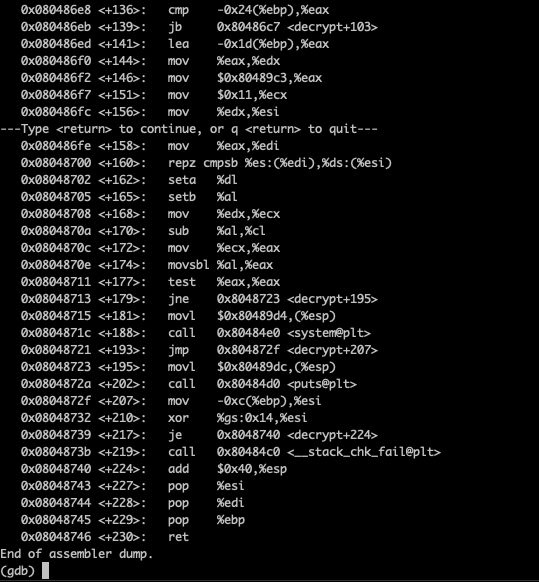 0x080486e8 <+136>: cmp -0x24(%ebp),%eax
0x080486eb <+139>: jb 0x80486c7 <decrypt+103>
0x080486ed <+141>: lea -0x1d(%ebp),%eax
0x080486f0 <+144>: mov %eax,%edx
0x080486f2 <+146>: mov $0x80489c3,%eax
0x080486f7 <+151>: mov $0x11,%ecx
0x080486fc <+156>: mov %edx,%esi
---Type <return> to continue, or q <return> to quit---
0x080486fe <+158>: mov %eax,%edi
0x08048700 <+160>: repz cmpsb %es:(%edi),%ds:(%esi)
0x08048702 <+162>: seta %dl
0x08048705 <+165>: setb %al
0x08048708 <+168>: mov %edx,%ecx
0x0804870a <+170>: sub %al,%cl
0x0804870c <+172>: mov %ecx,%eax
0x0804870e <+174>: movsbl %al,%eax
0x08048711 <+177>: test %eax,%eax
0x08048713 <+179>: jne 0x8048723 <decrypt+195>
0x08048715 <+181>: movl $0x80489d4,(%esp)
0x0804871c <+188>: call 0x80484e0 <system@plt>
0x08048721 <+193>: jmp 0x804872f <decrypt+207>
0x08048723 <+195>: movl $0x80489dc,(%esp)
0x0804872a <+202>: call 0x80484d0 <puts@plt>
0x0804872f <+207>: mov -0xc(%ebp),%esi
0x08048732 <+210>: xor %gs:0x14,%esi
0x08048739 <+217>: je 0x8048740 <decrypt+224>
0x0804873b <+219>: call 0x80484c0 <__stack_chk_fail@plt>
0x08048740 <+224>: add $0x40,%esp
0x08048743 <+227>: pop %esi
0x08048744 <+228>: pop %edi
0x08048745 <+229>: pop %ebp
0x08048746 <+230>: ret
End of assembler dump.
(gdb)